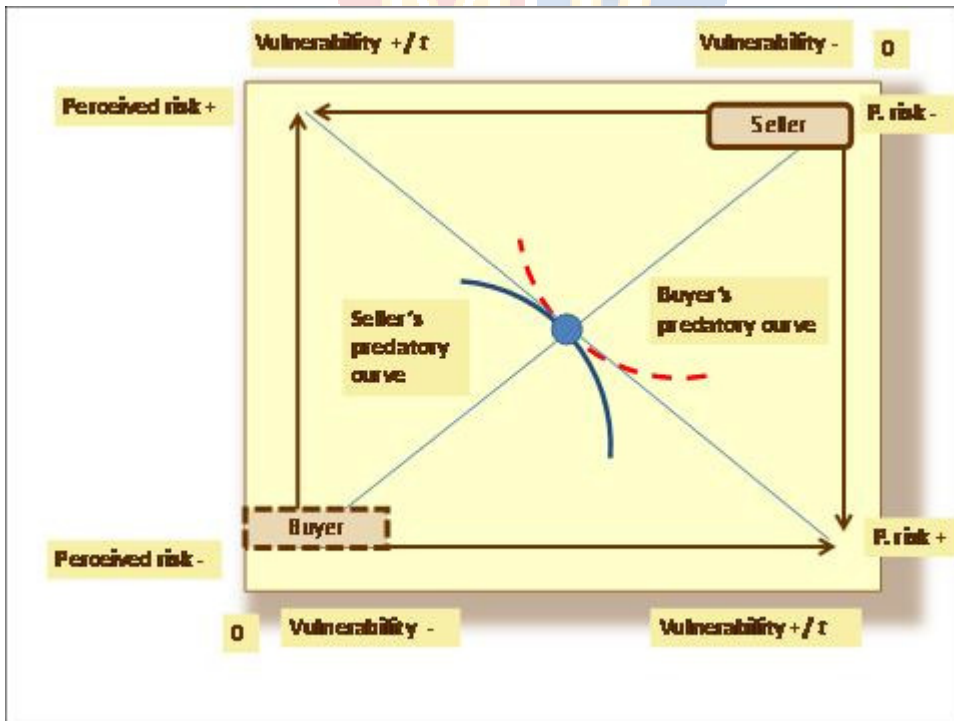 Vulnerability +/t
Vulnerability -
0
Perceived risk +
Seller
P. risk -
Seller's
predatory
curve
Buyer's
predatory curve
Buyer
Perceived risk -
P. risk +
0
Vulnerability -
Vulnerability +/t